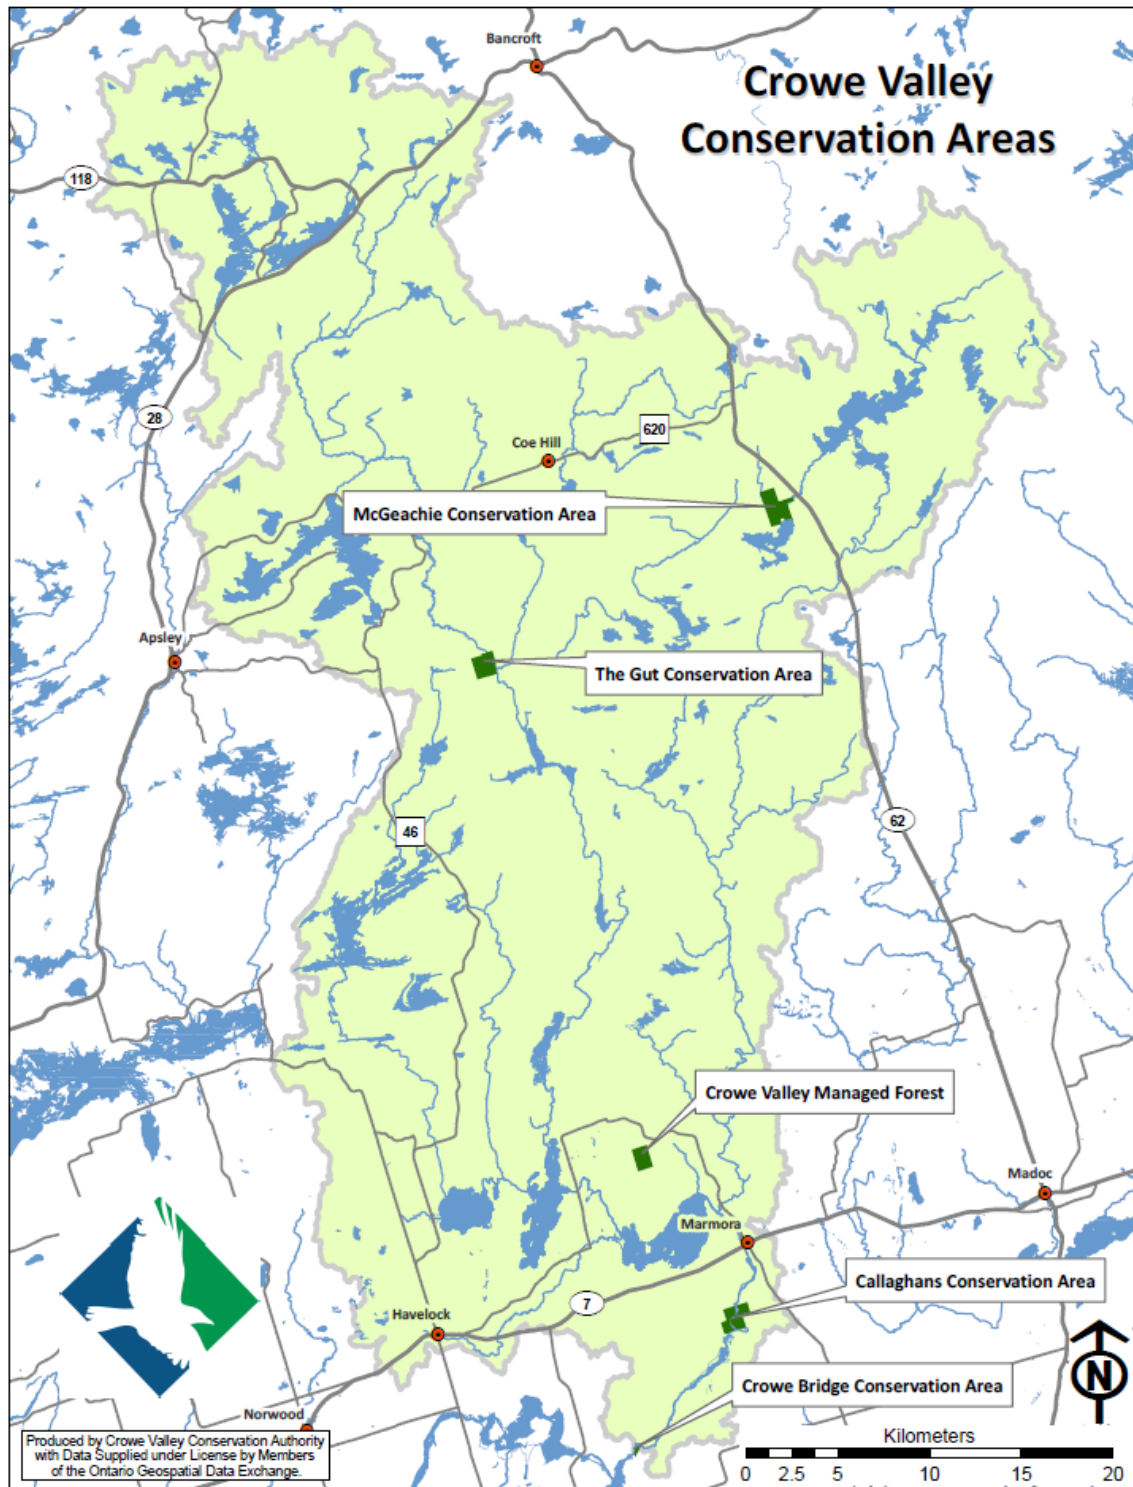 Bancroft
Crowe Valley
Conservation Areas
118
28
620
Coe Hill
McGeachie Conservation Area
Apsley
The Gut Conservation Area
46
62
Crowe Valley Managed Forest
Madoc
Marmora
Callaghans Conservation Area
7
Havelock
N
Crowe Bridge Conservation Area
Norwood
Produced by Crowe Valley Conservation Authority
with Data Supplied under License by Members
of the Ontario Geospatial Data Exchange.
Kilometers
0 2.5 5 10 15 20